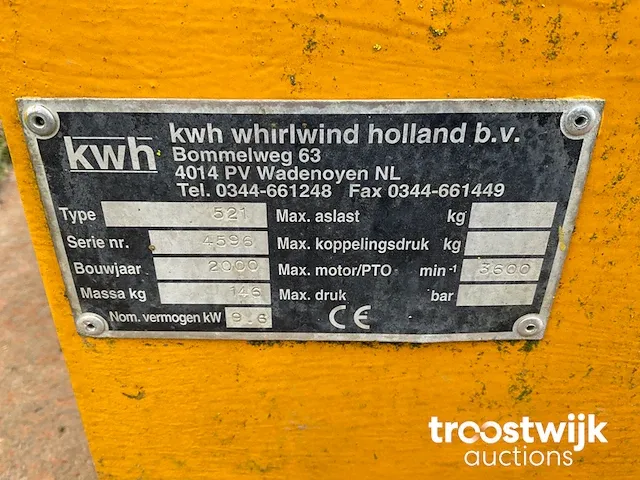 kwh
kwh whirlwind holland b.v.
Bommelweg 63
4014 PV Wadenoyen NL
Tel. 0344-661248 Fax 0344-661449
Type 521 Max. aslast kg
Serie nr. 4596 Max. koppelingsdruk kg
Bouwjaar 2000 Max. motor/PTO min-1 3600
Massa kg 146 Max. druk bar
Nom. vermogen kW 9.6 CE
troostwijk
auctions